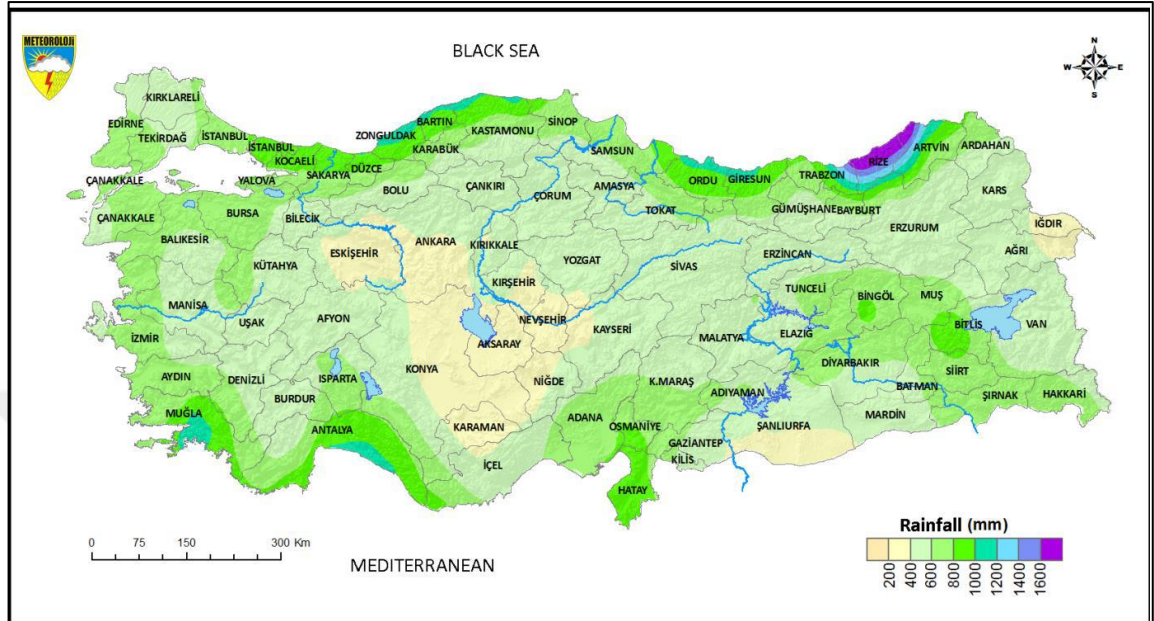 METEOROLOJİ
BLACK SEA
N
W E
S
KIRKLARELİ
EDİRNE
TEKİRDAĞ
İSTANBUL
İSTANBUL
KOCAELİ
YALOVA
SAKARYA
DÜZCE
ZONGULDAK
BARTIN
KARABÜK
KASTAMONU
SİNOP
SAMSUN
ORDU
GİRESUN
TRABZON
RİZE
ARTVİN
ARDAHAN
ÇANAKKALE
ÇANAKKALE
BURSA
BİLECİK
BOLU
ÇANKIRI
ÇORUM
AMASYA
TOKAT
GÜMÜŞHANE
BAYBURT
KARS
ERZURUM
IĞDIR
AĞRI
BALIKESİR
KÜTAHYA
ESKİŞEHİR
ANKARA
KIRIKKALE
YOZGAT
SİVAS
ERZİNCAN
KIRŞEHİR
TUNCELİ
BİNGÖL
MUŞ
MANİSA
UŞAK
AFYON
NEVŞEHİR
KAYSERİ
MALATYA
ELAZIĞ
BİTLİS
VAN
İZMİR
AKSARAY
DİYARBAKIR
SİİRT
AYDIN
DENİZLİ
ISPARTA
KONYA
NİĞDE
K.MARAŞ
ADIYAMAN
BATMAN
ŞIRNAK
HAKKARİ
BURDUR
MARDİN
MUĞLA
ANTALYA
KARAMAN
ADANA
OSMANİYE
ŞANLIURFA
GAZİANTEP
KİLİS
İÇEL
HATAY
0 75 150 300 Km
MEDITERRANEAN
Rainfall (mm)
200 400 600 800 1000 1200 1400 1600